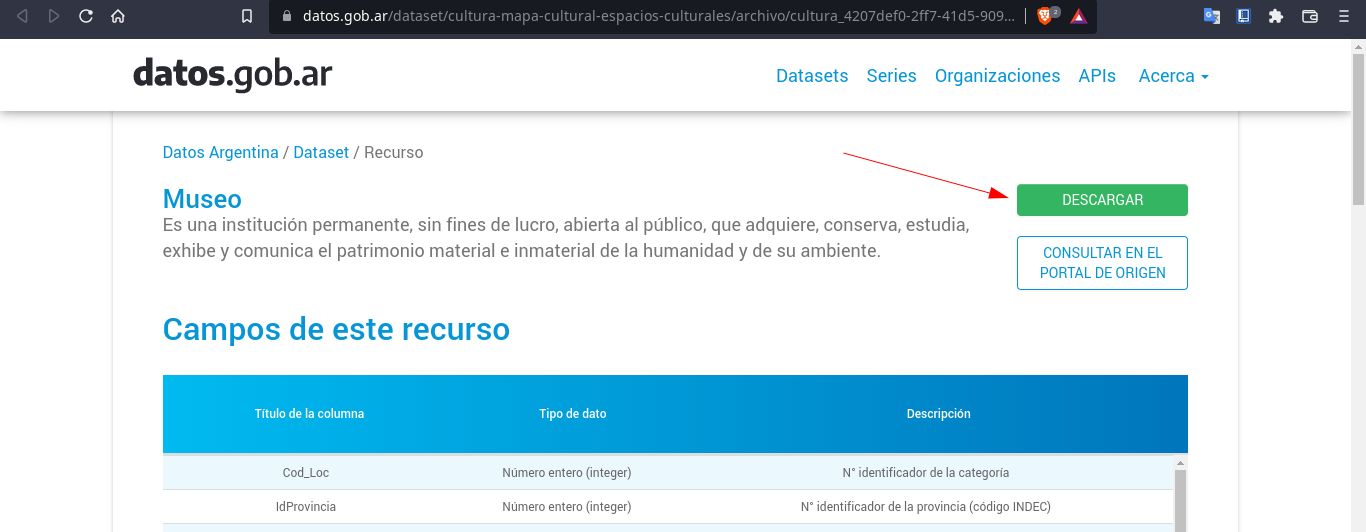 datos.gob.ar/dataset/cultura-mapa-cultural-espacios-culturales/archivo/cultura_4207def0-2ff7-41d5-909...
2
datos.gob.ar
Datasets Series Organizaciones APIs Acerca
Datos Argentina / Dataset / Recurso
Museo
DESCARGAR
Es una institución permanente, sin fines de lucro, abierta al público, que adquiere, conserva, estudia,
exhibe y comunica el patrimonio material e inmaterial de la humanidad y de su ambiente.
CONSULTAR EN EL
PORTAL DE ORIGEN
Campos de este recurso
Título de la columna Tipo de dato Descripción
Cod_Loc Número entero (integer) N° identificador de la categoría
IdProvincia Número entero (integer) N° identificador de la provincia (código INDEC)